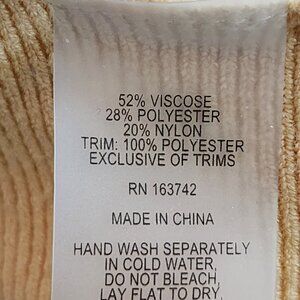 52% VISCOSE
28% POLYESTER
20% NYLON
TRIM: 100% POLYESTER
EXCLUSIVE OF TRIMS
RN 163742
MADE IN CHINA
HAND WASH SEPARATELY
IN COLD WATER,
DO NOT BLEACH,
LAY FLAT TO DRY,